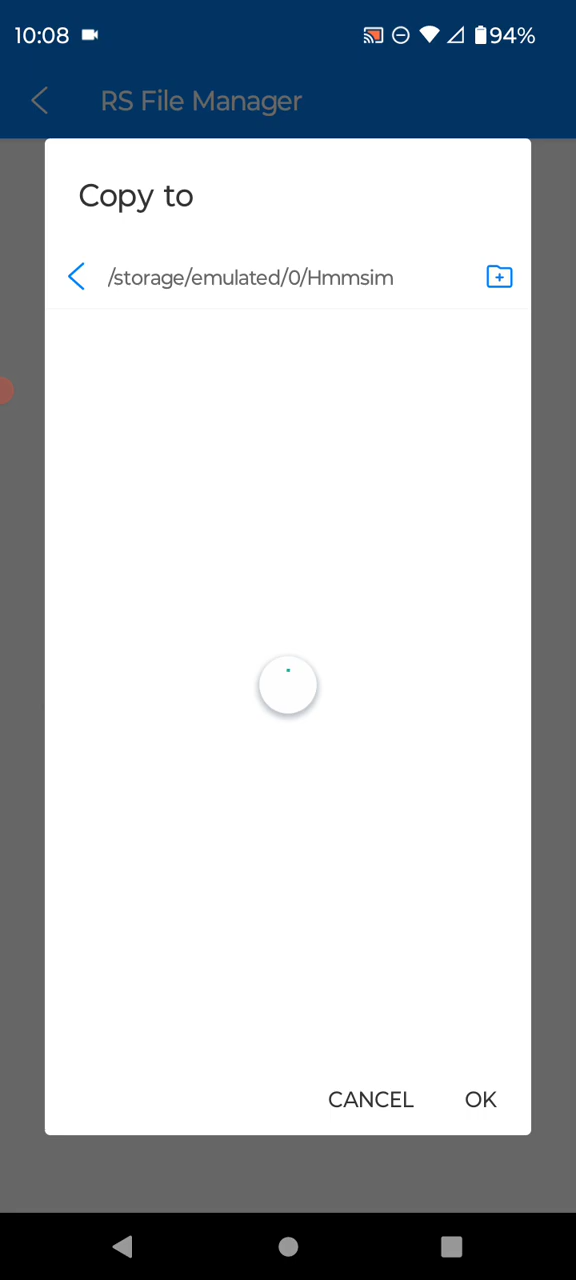 10:08 94%
RS File Manager
Copy to
/storage/emulated/0/Hmmsim
CANCEL OK